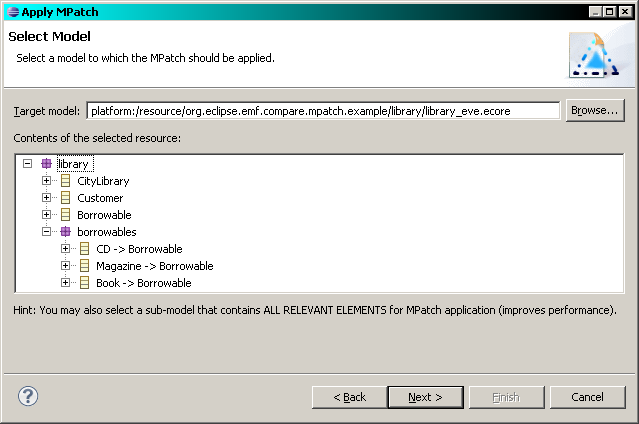 Apply MPatch
Select Model
Select a model to which the MPatch should be applied.
Target model: platform:/resource/org.eclipse.emf.compare.mpatch.example/library/library_eve.ecore Browse...
Contents of the selected resource:
library
CityLibrary
Customer
Borrowable
borrowables
CD -> Borrowable
Magazine -> Borrowable
Book -> Borrowable
Hint: You may also select a sub-model that contains ALL RELEVANT ELEMENTS for MPatch application (improves performance).
? < Back Next > Finish Cancel